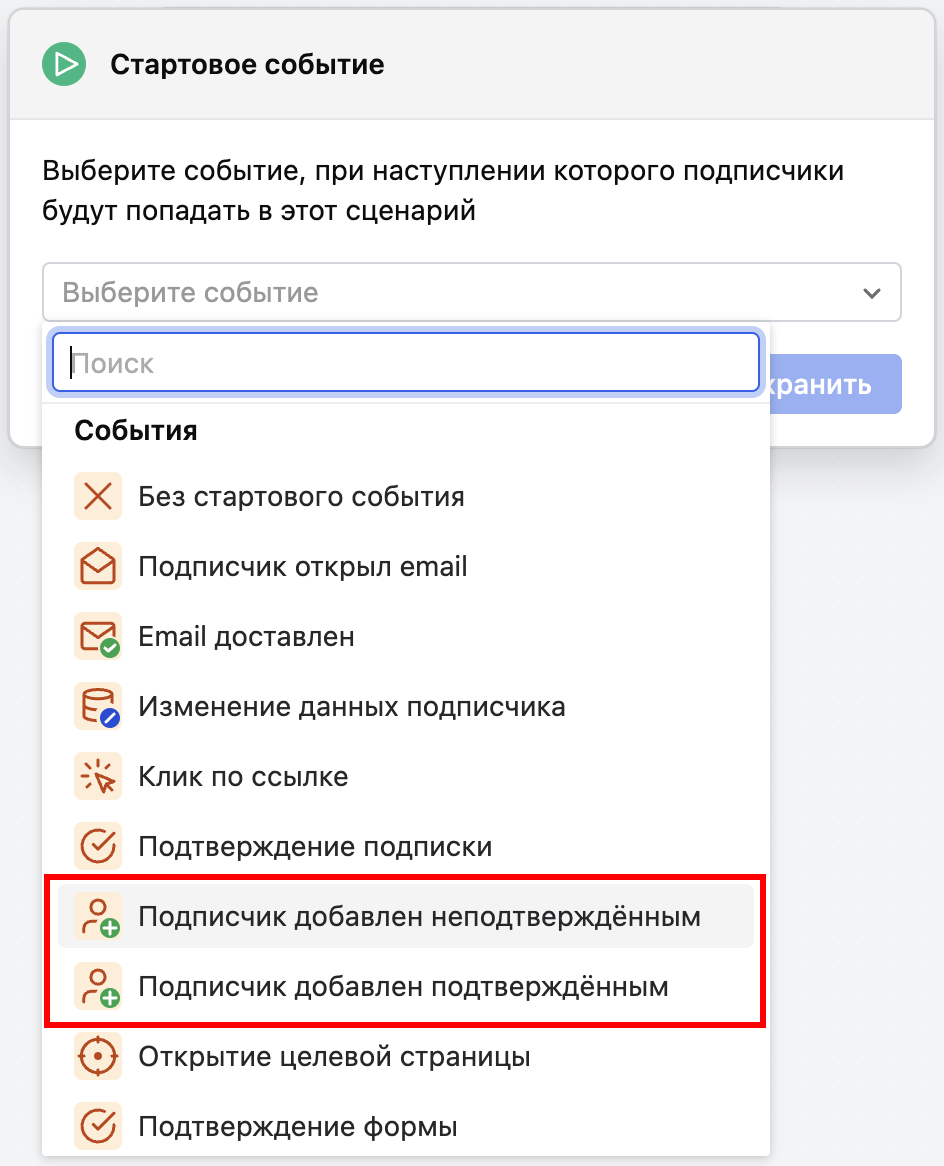 Стартовое событие
Выберите событие, при наступлении которого подписчики
будут попадать в этот сценарий
Выберите событие
Поиск
хранить
События
Без стартового события
Подписчик открыл email
Email доставлен
Изменение данных подписчика
Клик по ссылке
Подтверждение подписки
Подписчик добавлен неподтверждённым
Подписчик добавлен подтверждённым
Открытие целевой страницы
Подтверждение формы